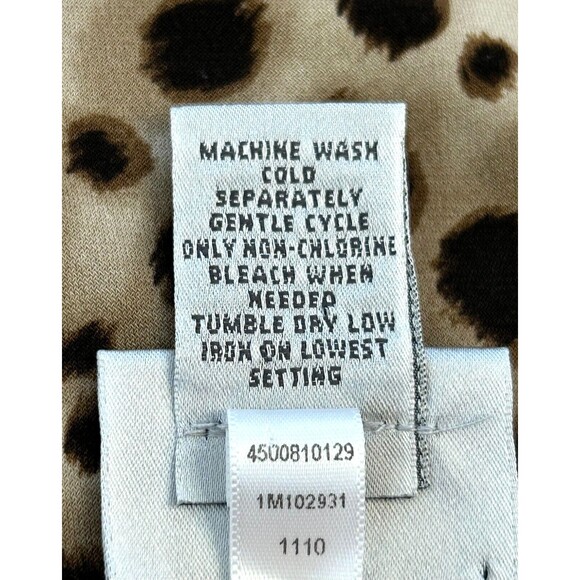 MACHINE WASH
COLD
SEPARATELY
GENTLE CYCLE
ONLY NON-CHLORINE
BLEACH WHEN
NEEDED
TUMBLE DRY LOW
IRON ON LOWEST
SETTING
4500810129
1M102931
1110